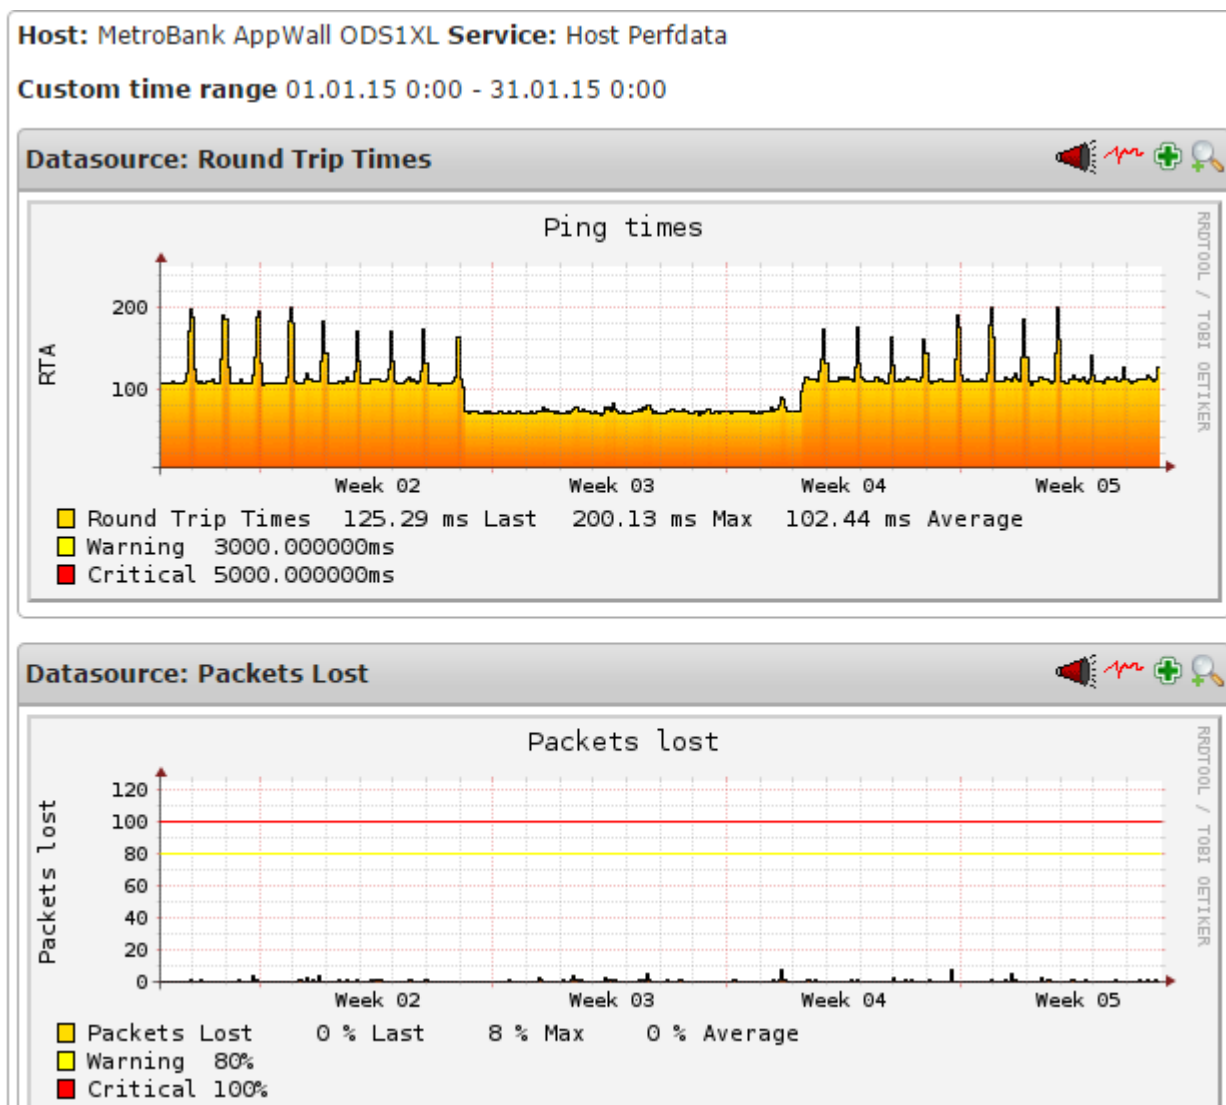 Host: MetroBank AppWall ODS1XL Service: Host Perfdata
Custom time range 01.01.15 0:00 - 31.01.15 0:00
Datasource: Round Trip Times
Ping times
RRDTOOL / TOBI OETIKER
RTA
200
100
Week 02 Week 03 Week 04 Week 05
Round Trip Times 125.29 ms Last 200.13 ms Max 102.44 ms Average
Warning 3000.000000ms
Critical 5000.000000ms
Datasource: Packets Lost
Packets lost
RRDTOOL / TOBI OETIKER
Packets lost
120
100
80
60
40
20
0
Week 02 Week 03 Week 04 Week 05
Packets Lost 0 % Last 8 % Max 0 % Average
Warning 80%
Critical 100%